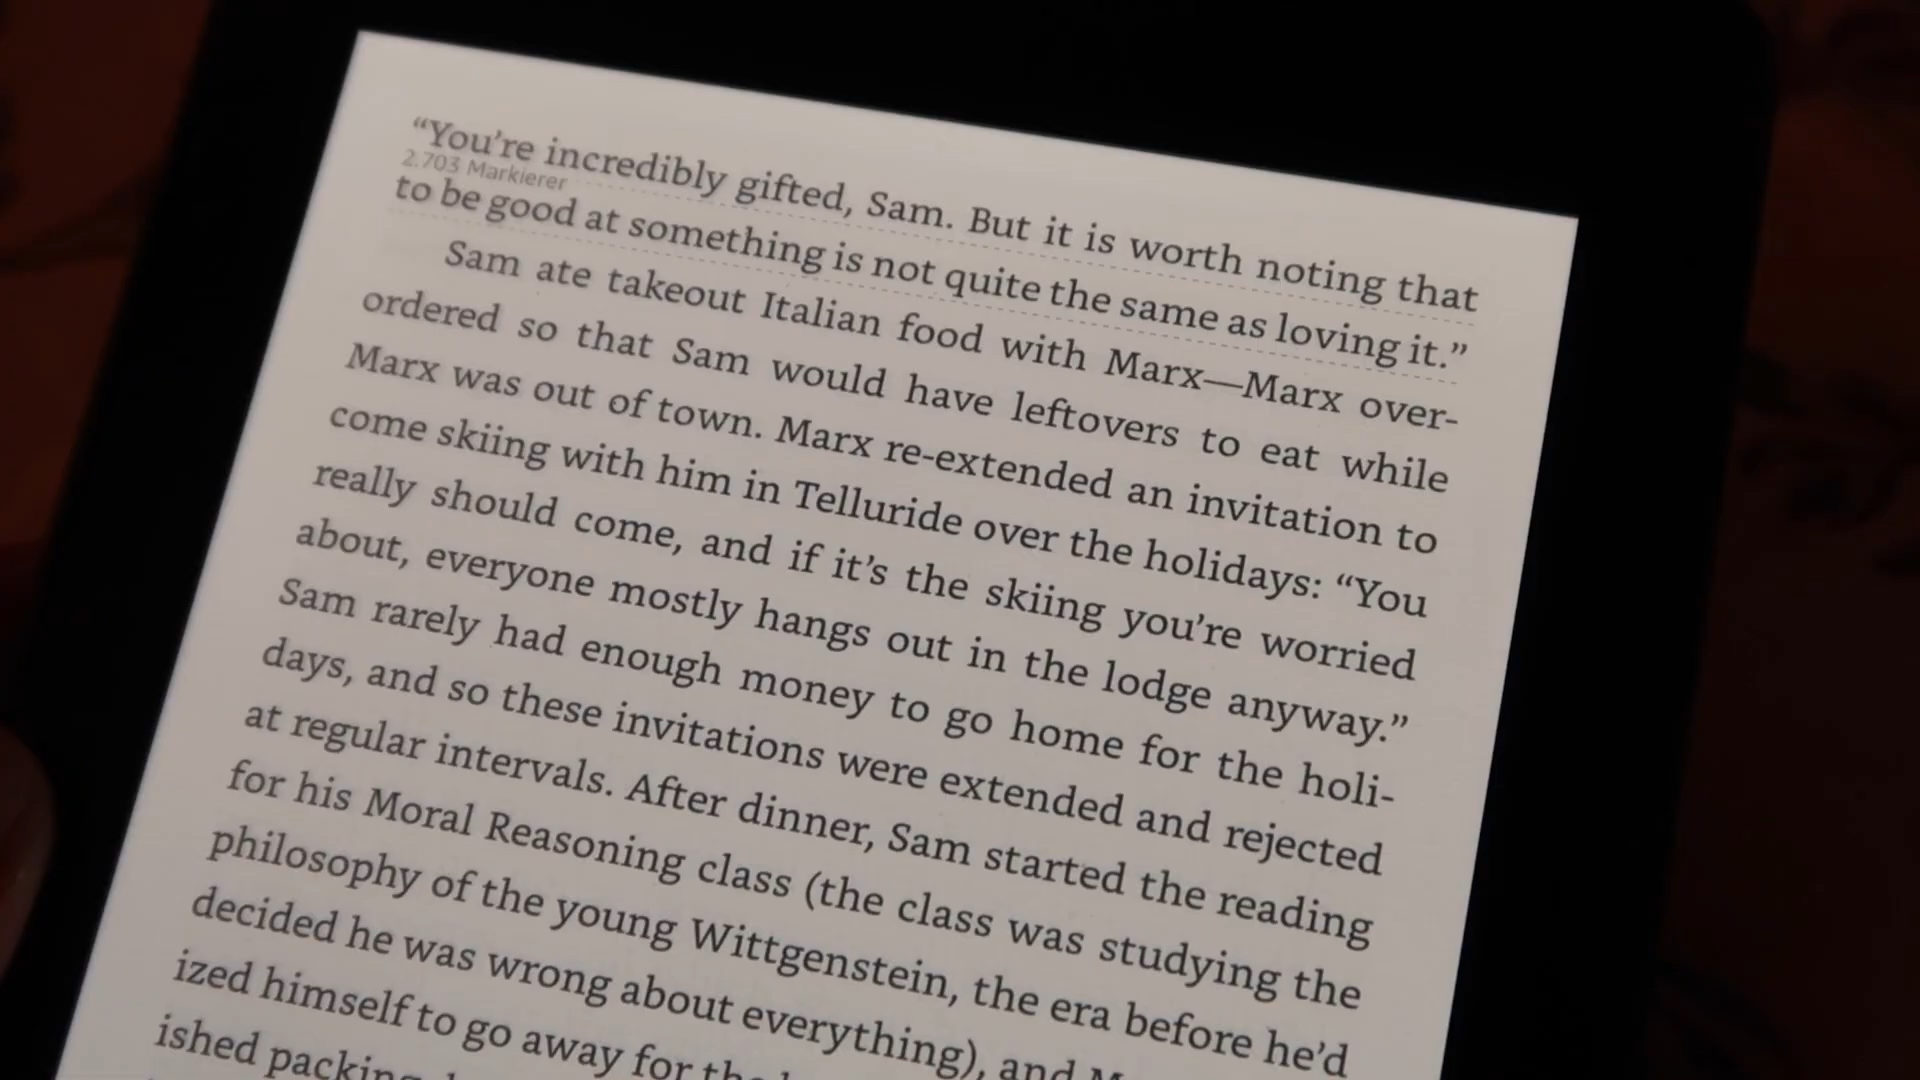 “You’re incredibly gifted, Sam. But it is worth noting that
2.703 Markierer
to be good at something is not quite the same as loving it.”
Sam ate takeout Italian food with Marx—Marx over-
ordered so that Sam would have leftovers to eat while
Marx was out of town. Marx re-extended an invitation to
come skiing with him in Telluride over the holidays: “You
really should come, and if it’s the skiing you’re worried
about, everyone mostly hangs out in the lodge anyway.”
Sam rarely had enough money to go home for the holi-
days, and so these invitations were extended and rejected
at regular intervals. After dinner, Sam started the reading
for his Moral Reasoning class (the class was studying the
philosophy of the young Wittgenstein, the era before he’d
decided he was wrong about everything), and
ized himself to go away for the
ished packing